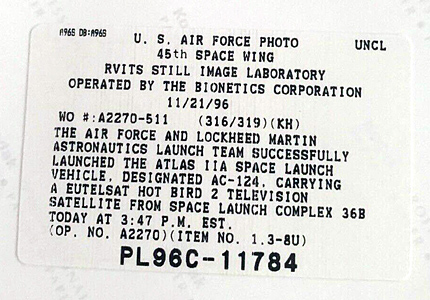 A96S DB:A96S
U. S. AIR FORCE PHOTO UNCL
45th SPACE WING
RVITS STILL IMAGE LABORATORY
OPERATED BY THE BIONETICS CORPORATION
11/21/96
WO #:A2270-511 (316/319)(KH)
THE AIR FORCE AND LOCKHEED MARTIN
ASTRONAUTICS LAUNCH TEAM SUCCESSFULLY
LAUNCHED THE ATLAS IIA SPACE LAUNCH
VEHICLE, DESIGNATED AC-124, CARRYING
A EUTELSAT HOT BIRD 2 TELEVISION
SATELLITE FROM SPACE LAUNCH COMPLEX 36B
TODAY AT 3:47 P.M. EST.
(OP. NO. A2270)(ITEM NO. 1.3-8U)
PL96C-11784